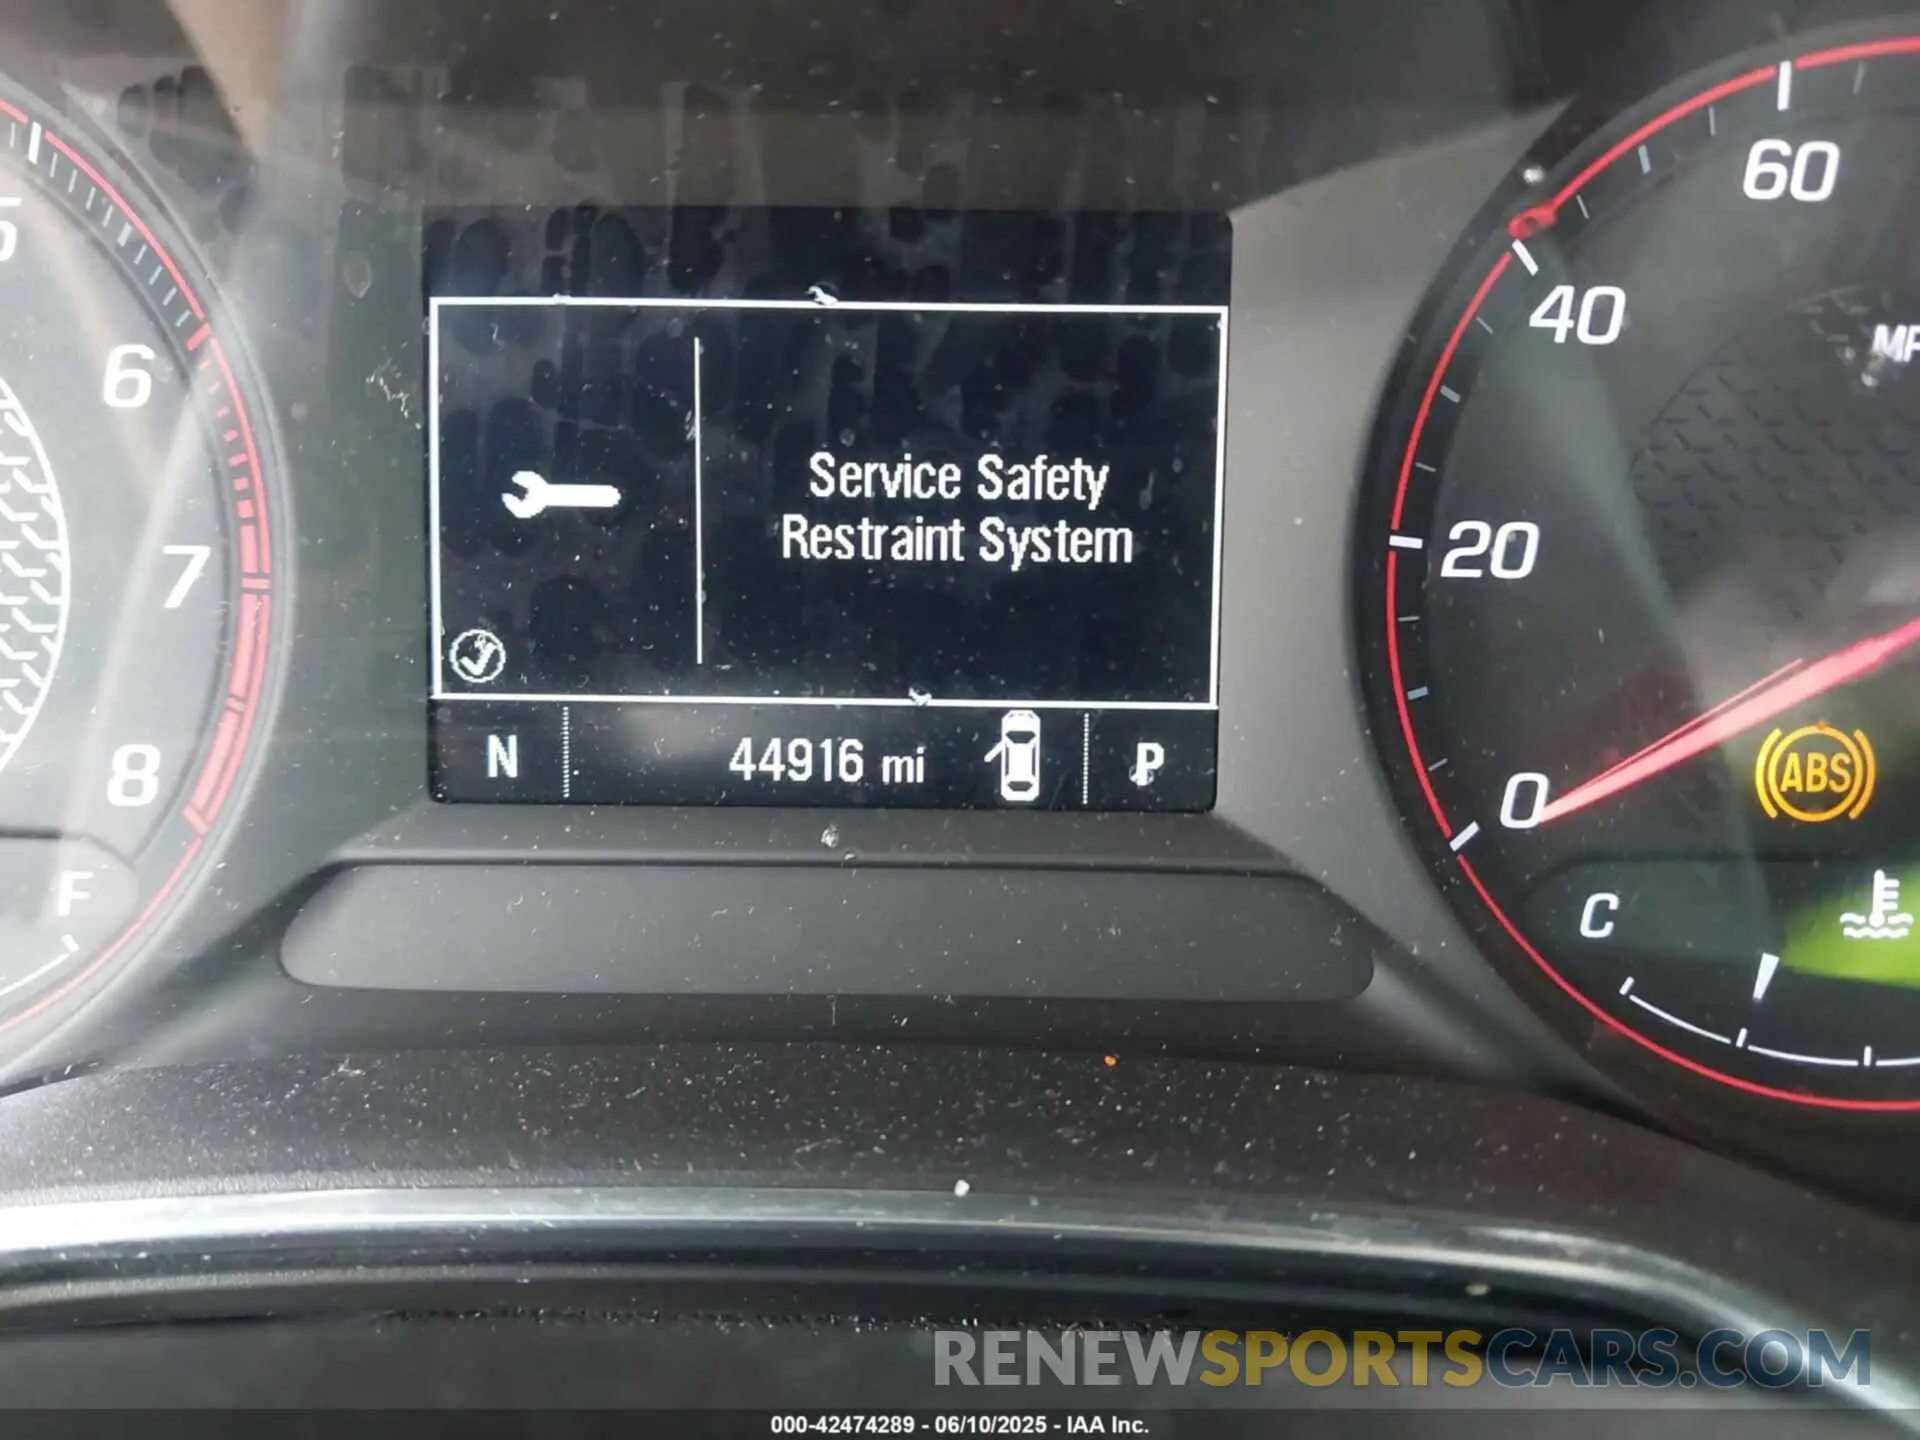 5
6
7
8
F
Service Safety
Restraint System
N
44916 mi
P
60
40
20
0
ABS
C
RENEWSPORTSCARS.COM
000-42474289 - 06/10/2025 - IAA Inc.